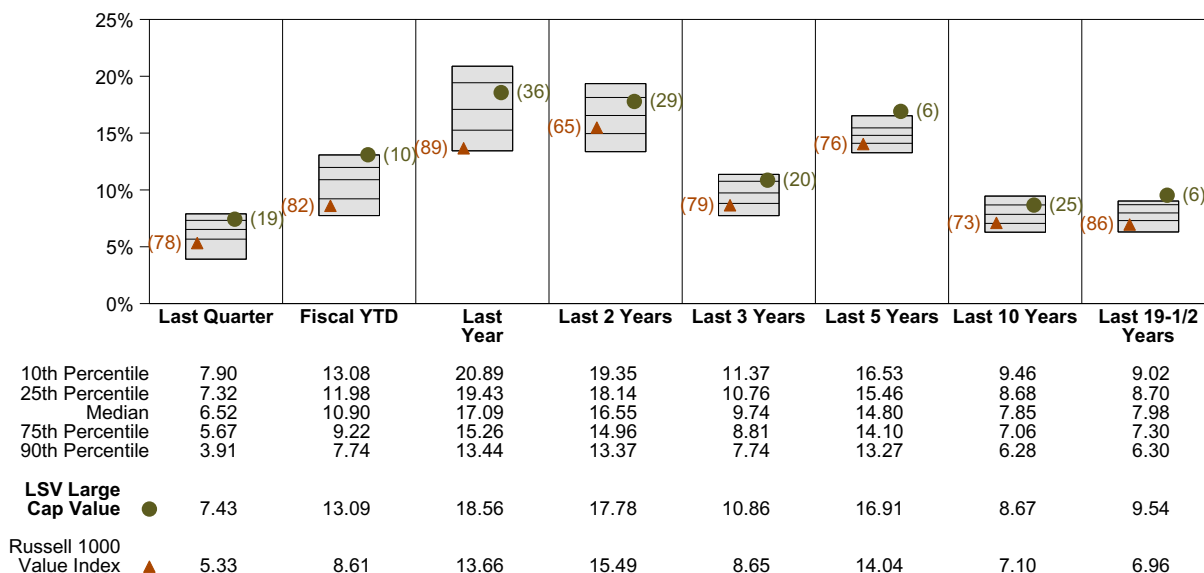 25%
20%
15%
10%
5%
0%
(78) (19)
(82) (10)
(89) (36)
(65) (29)
(79) (20)
(76) (6)
(73) (25)
(86) (6)
Last Quarter Fiscal YTD Last Year Last 2 Years Last 3 Years Last 5 Years Last 10 Years Last 19-1/2 Years
10th Percentile 7.90 13.08 20.89 19.35 11.37 16.53 9.46 9.02
25th Percentile 7.32 11.98 19.43 18.14 10.76 15.46 8.68 8.70
Median 6.52 10.90 17.09 16.55 9.74 14.80 7.85 7.98
75th Percentile 5.67 9.22 15.26 14.96 8.81 14.10 7.06 7.30
90th Percentile 3.91 7.74 13.44 13.37 7.74 13.27 6.28 6.30
LSV Large
Cap Value 7.43 13.09 18.56 17.78 10.86 16.91 8.67 9.54
Russell 1000
Value Index 5.33 8.61 13.66 15.49 8.65 14.04 7.10 6.96